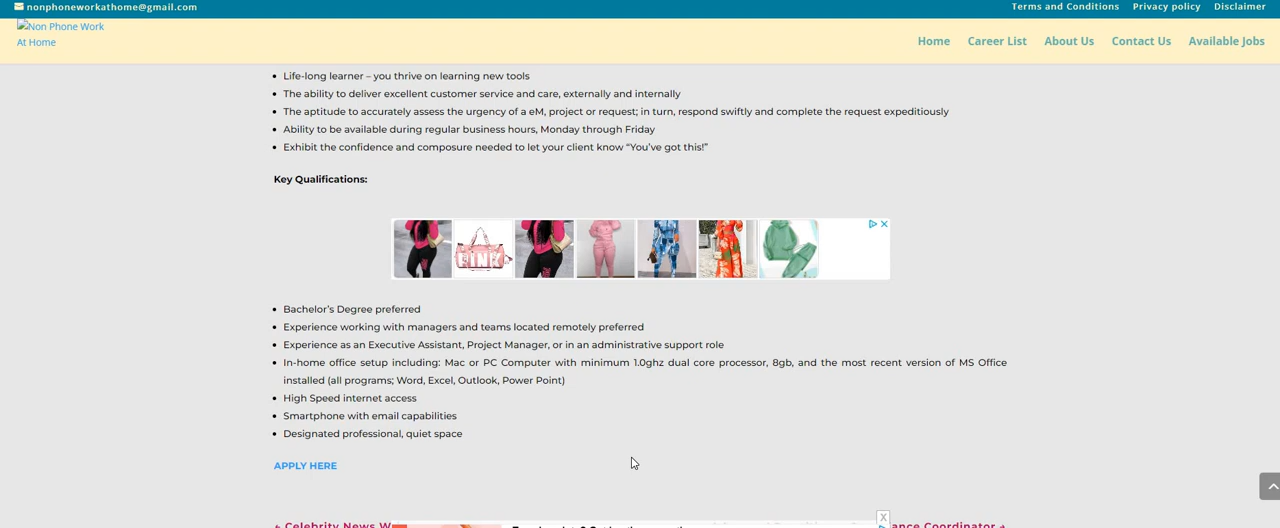 nonphoneworkathome@gmail.com
Terms and Conditions Privacy policy Disclaimer
Non Phone Work
At Home
Home Career List About Us Contact Us Available Jobs
Life-long learner – you thrive on learning new tools
The ability to deliver excellent customer service and care, externally and internally
The aptitude to accurately assess the urgency of a eM, project or request; in turn, respond swiftly and complete the request expeditiously
Ability to be available during regular business hours, Monday through Friday
Exhibit the confidence and composure needed to let your client know “You’ve got this!”
Key Qualifications:
PINK
Bachelor’s Degree preferred
Experience working with managers and teams located remotely preferred
Experience as an Executive Assistant, Project Manager, or in an administrative support role
In-home office setup including: Mac or PC Computer with minimum 1.0ghz dual core processor, 8gb, and the most recent version of MS Office
installed (all programs; Word, Excel, Outlook, Power Point)
High Speed internet access
Smartphone with email capabilities
Designated professional, quiet space
APPLY HERE
← Celebrity News W